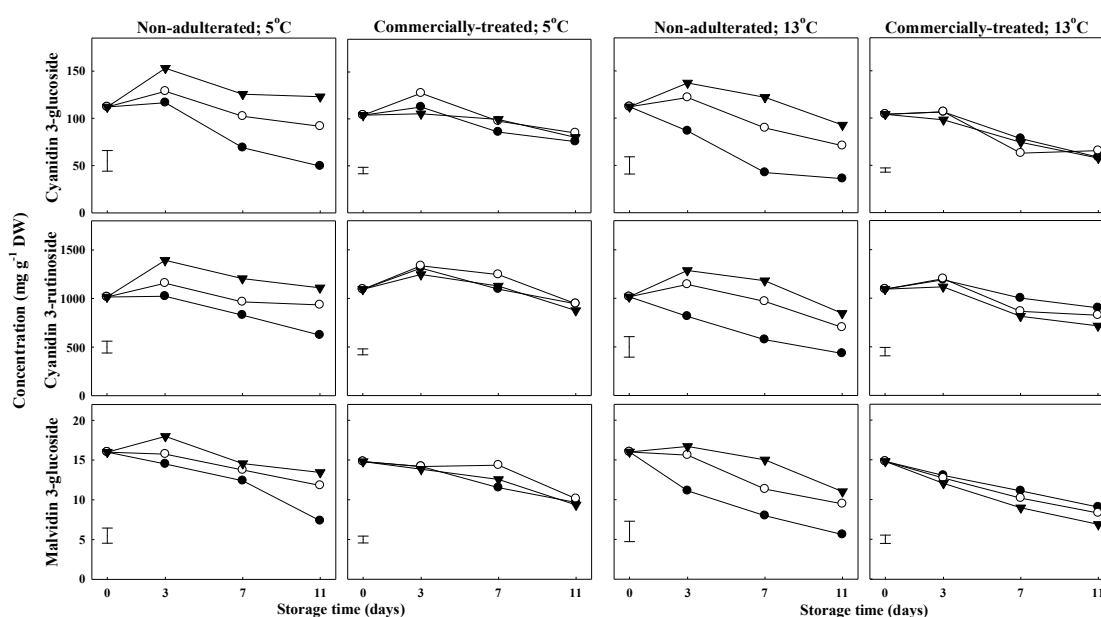 Non-adulterated; 5°C
Commercially-treated; 5°C
Non-adulterated; 13°C
Commercially-treated; 13°C
Concentration (mg g⁻¹ DW)
Cyanidin 3-glucoside
150
100
50
0
Cyanidin 3-rutinoside
1500
1000
500
0
Malvidin 3-glucoside
20
15
10
5
0
0 3 7 11
0 3 7 11
0 3 7 11
0 3 7 11
Storage time (days)
Storage time (days)